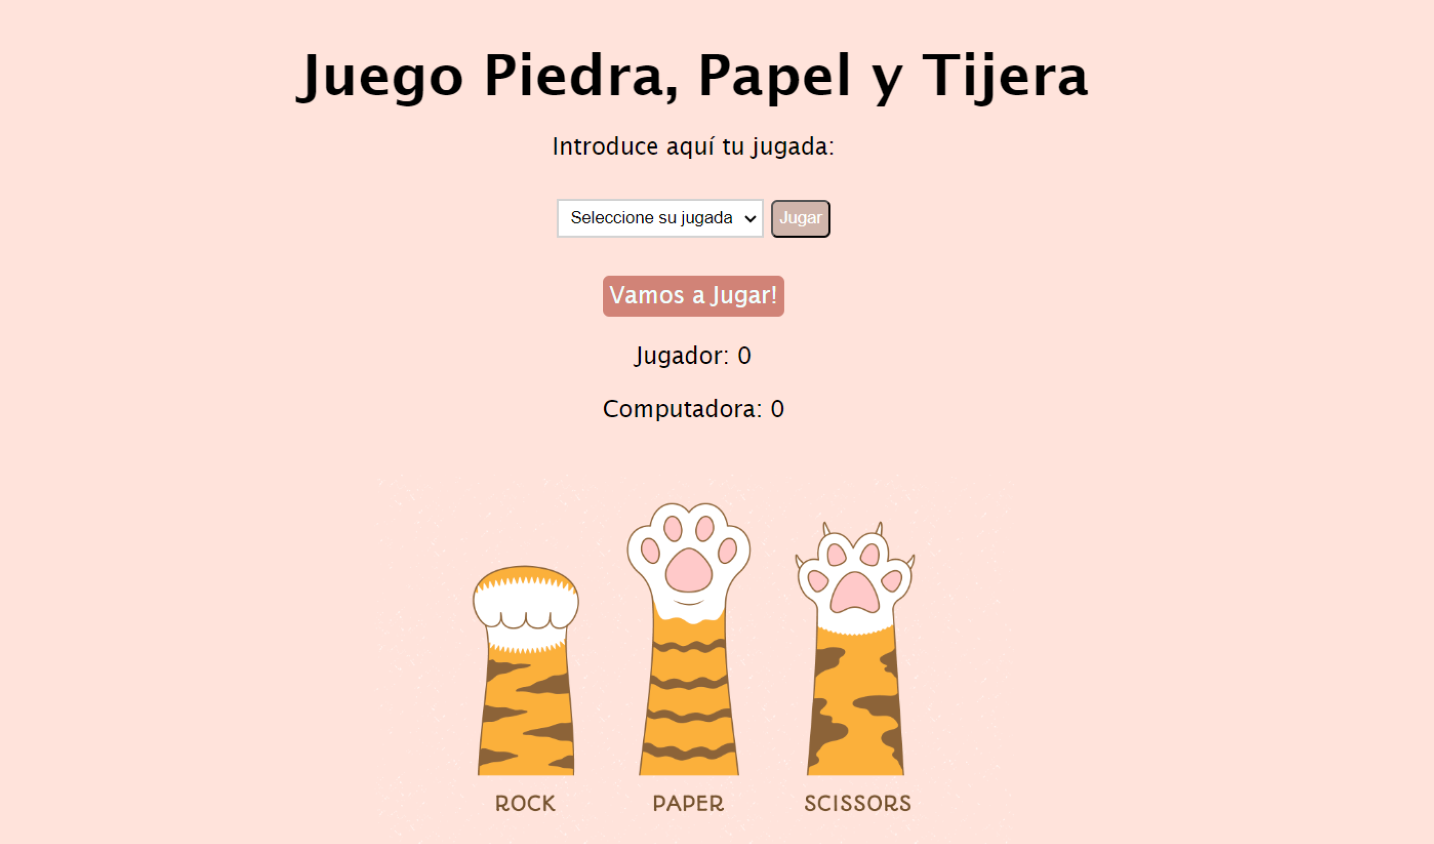 Juego Piedra, Papel y Tijera
Introduce aquí tu jugada:
Seleccione su jugada Jugar
Vamos a Jugar!
Jugador: 0
Computadora: 0
ROCK PAPER SCISSORS